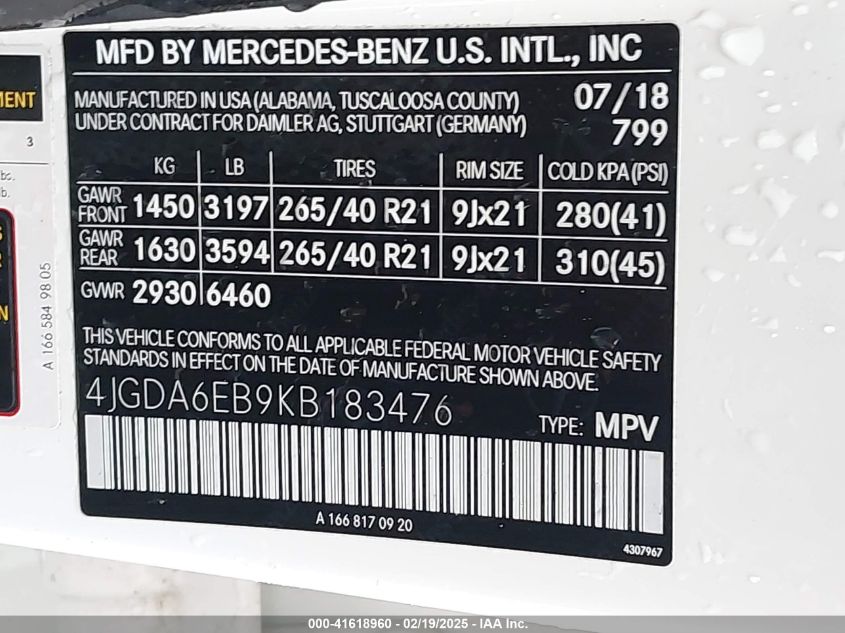 MENT
3
bc.
b.
S
R
N
A 166 584 98 05
MFD BY MERCEDES-BENZ U.S. INTL., INC
MANUFACTURED IN USA (ALABAMA, TUSCALOOSA COUNTY) 07/18
UNDER CONTRACT FOR DAIMLER AG, STUTTGART (GERMANY) 799
KG LB TIRES RIM SIZE COLD KPA (PSI)
GAWR FRONT 1450 3197 265/40 R21 9Jx21 280(41)
GAWR REAR 1630 3594 265/40 R21 9Jx21 310(45)
GVWR 2930 6460
THIS VEHICLE CONFORMS TO ALL APPLICABLE FEDERAL MOTOR VEHICLE SAFETY
STANDARDS IN EFFECT ON THE DATE OF MANUFACTURE SHOWN ABOVE.
4JGDA6EB9KB183476 TYPE: MPV
A 166 817 09 20
4307967
000-41618960 - 02/19/2025 - IAA Inc.